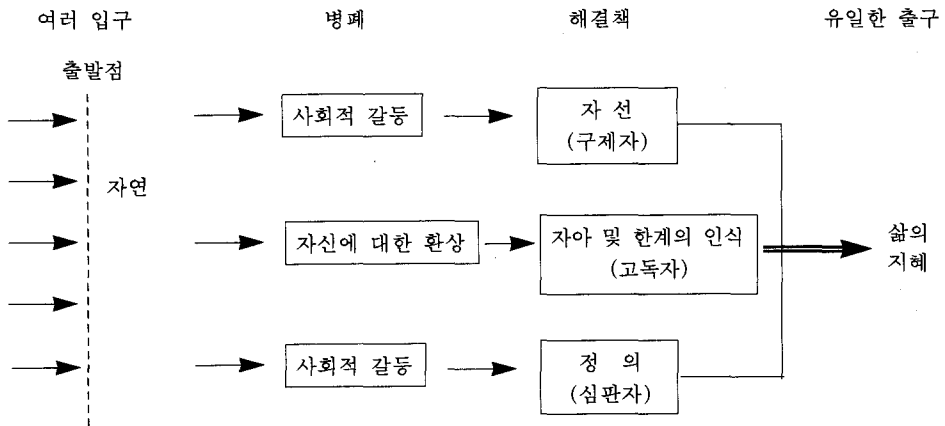 여러 입구 병폐 해결책 유일한 출구
출발점
사회적 갈등
자 선
(구제자)
자연
자신에 대한 환상
자아 및 한계의 인식
(고독자)
삶의
지혜
사회적 갈등
정 의
(심판자)